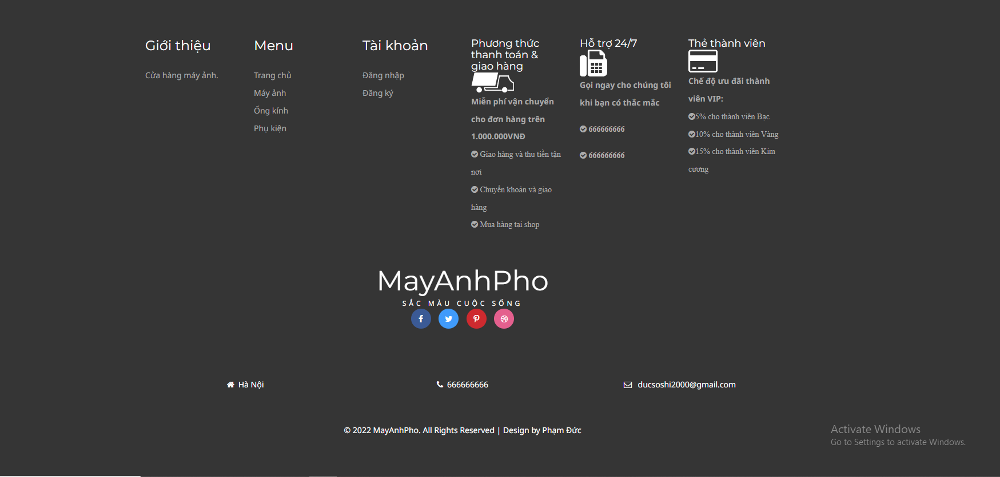 Giới thiệu
Cửa hàng máy ảnh.
Menu
Trang chủ
Máy ảnh
Ống kính
Phụ kiện
Tài khoản
Đăng nhập
Đăng ký
Phương thức
thanh toán &
giao hàng
Miễn phí vận chuyển
cho đơn hàng trên
1.000.000VNĐ
Giao hàng và thu tiền tận
nơi
Chuyển khoản và giao
hàng
Mua hàng tại shop
Hỗ trợ 24/7
Gọi ngay cho chúng tôi
khi bạn có thắc mắc
666666666
666666666
Thẻ thành viên
Chế độ ưu đãi thành
viên VIP:
5% cho thành viên Bạc
10% cho thành viên Vàng
15% cho thành viên Kim
cương
MayAnhPho
SẮC MÀU CUỘC SỐNG
Hà Nội
666666666
ducsoshi2000@gmail.com
© 2022 MayAnhPho. All Rights Reserved | Design by Phạm Đức
Activate Windows
Go to Settings to activate Windows.